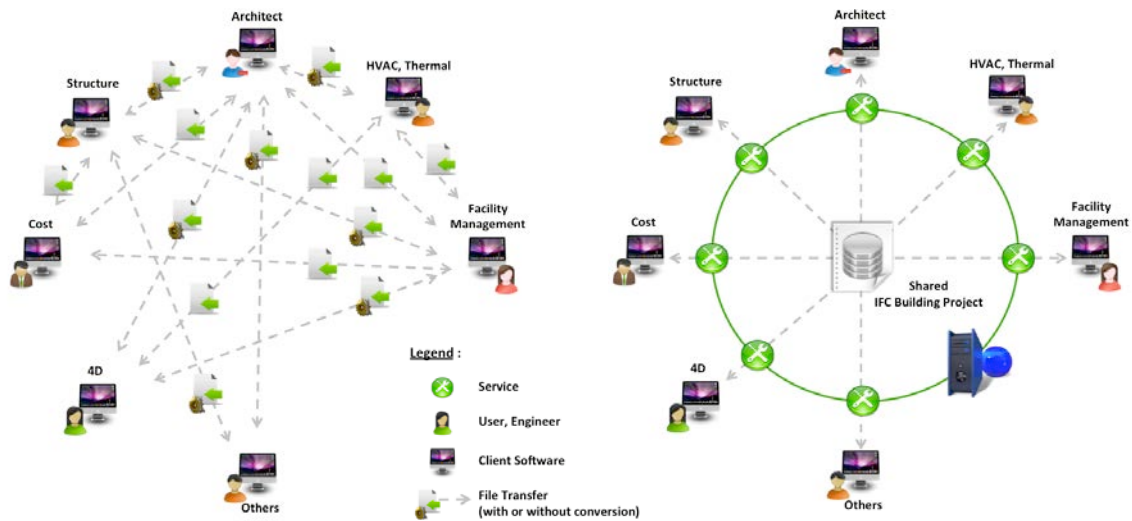 Architect
HVAC, Thermal
Structure
Cost
Facility
Management
4D
Others
Legend :
Service
User, Engineer
Client Software
File Transfer
(with or without conversion)
Architect
HVAC, Thermal
Structure
Cost
Facility
Management
Shared
IFC Building Project
4D
Others